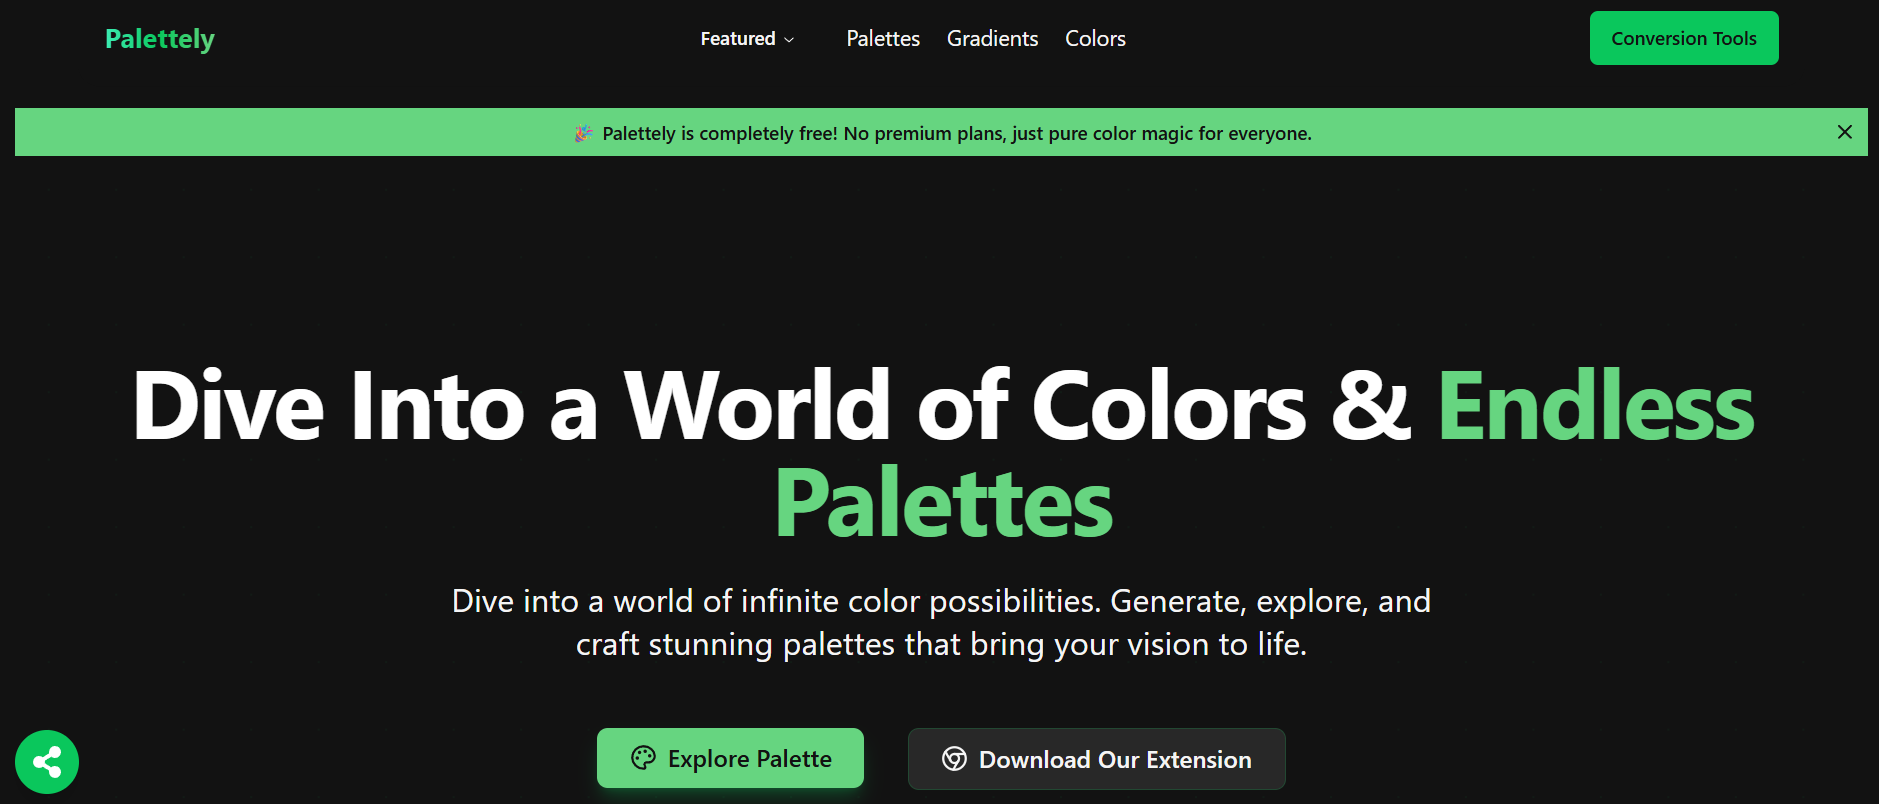 Palettely
Featured
Palettes
Gradients
Colors
Conversion Tools
🎉 Palettely is completely free! No premium plans, just pure color magic for everyone.
Dive Into a World of Colors & Endless
Palettes
Dive into a world of infinite color possibilities. Generate, explore, and
craft stunning palettes that bring your vision to life.
Explore Palette
Download Our Extension